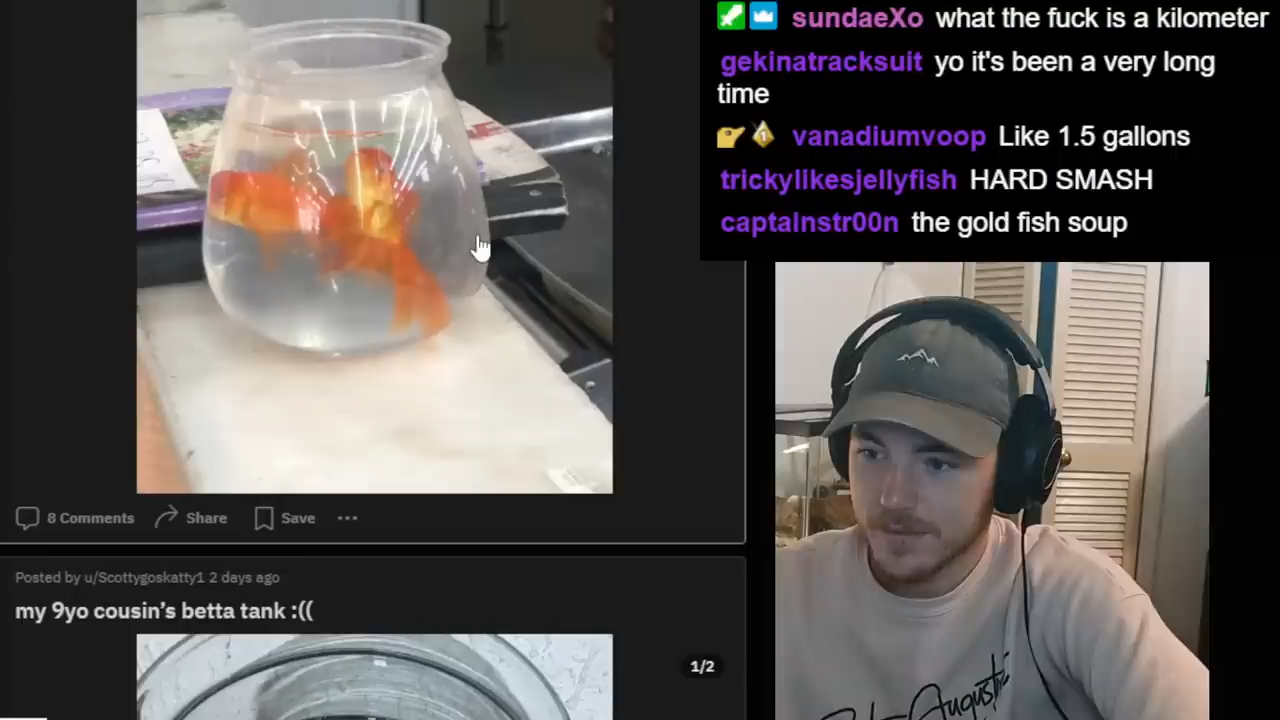 sundaeXo what the fuck is a kilometer
gekinatracksuit yo it's been a very long
time
vanadiumvoop Like 1.5 gallons
trickylikesjellyfish HARD SMASH
captainstr00n the gold fish soup
8 Comments Share Save
Posted by u/Scottygoskatty1 2 days ago
my 9yo cousin's betta tank :((
1/2